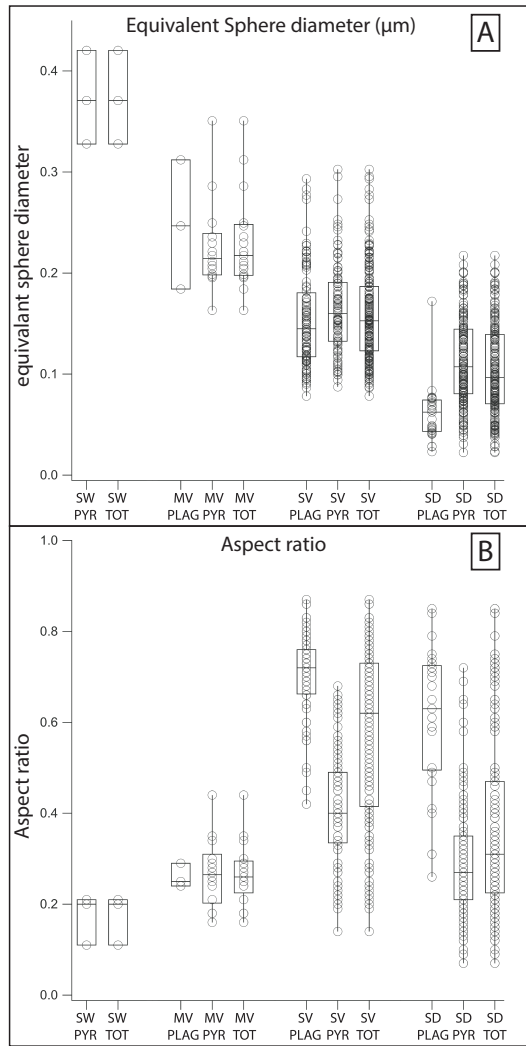 Equivalent Sphere diameter (μm)
A
equivalant sphere diameter
0.4
0.3
0.2
0.1
0.0
SW SW MV MV MV SV SV SV SD SD SD
PYR TOT PLAG PYR TOT PLAG PYR TOT PLAG PYR TOT
Aspect ratio
B
Aspect ratio
1.0
0.8
0.6
0.4
0.2
0.0
SW SW MV MV MV SV SV SV SD SD SD
PYR TOT PLAG PYR TOT PLAG PYR TOT PLAG PYR TOT